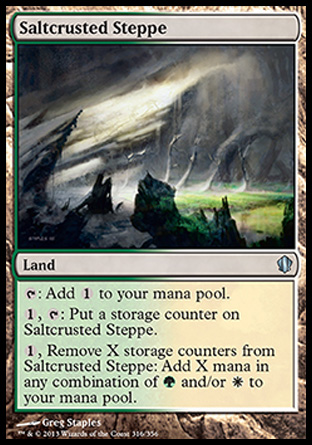 Saltcrusted Steppe
Land
: Add 1 to your mana pool.
1, : Put a storage counter on
Saltcrusted Steppe.
1, Remove X storage counters from
Saltcrusted Steppe: Add X mana in
any combination of and/or to
your mana pool.
Greg Staples
™ & © 2013 Wizards of the Coast 316/356